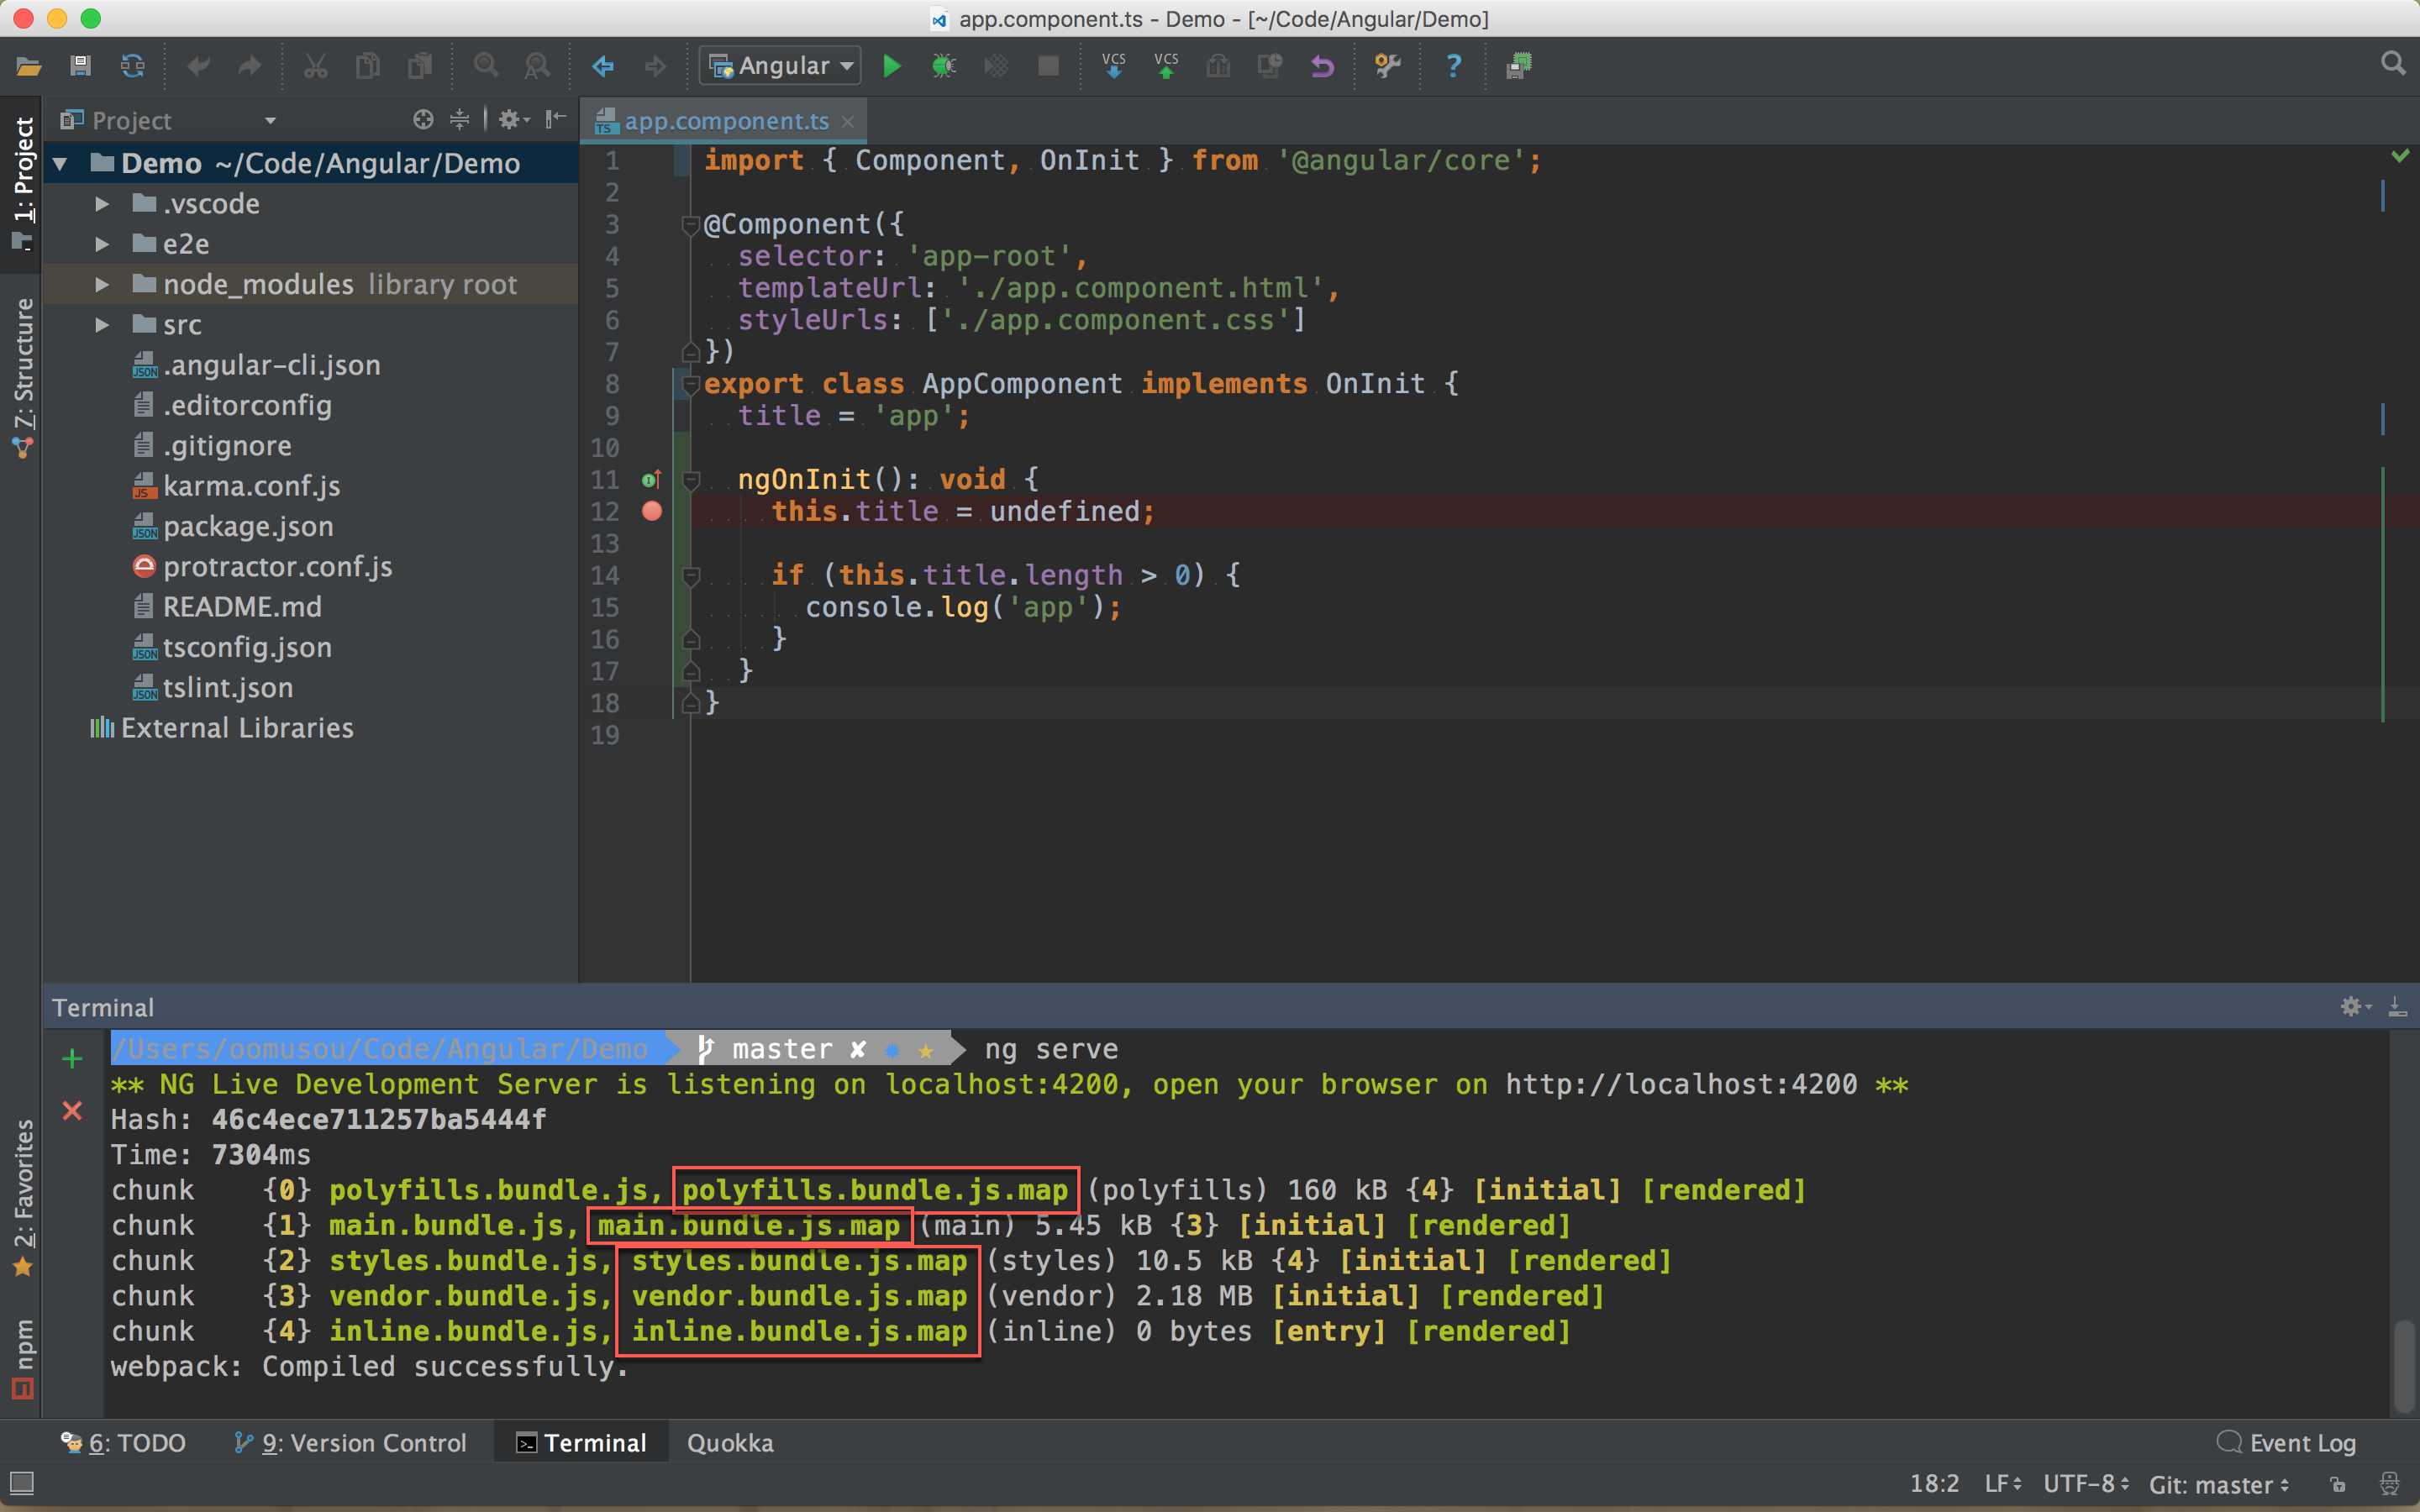 app.component.ts - Demo - [~/Code/Angular/Demo]
Angular
VCS
VCS
?
1: Project
7: Structure
2: Favorites
npm
Project
Demo ~/Code/Angular/Demo
.vscode
e2e
node_modules library root
src
.angular-cli.json
.editorconfig
.gitignore
karma.conf.js
package.json
protractor.conf.js
README.md
tsconfig.json
tslint.json
External Libraries
app.component.ts
1 import { Component, OnInit } from '@angular/core';
2
3 @Component({
4 selector: 'app-root',
5 templateUrl: './app.component.html',
6 styleUrls: ['./app.component.css']
7 })
8 export class AppComponent implements OnInit {
9 title = 'app';
10
11 ngOnInit(): void {
12 this.title = undefined;
13
14 if (this.title.length > 0) {
15 console.log('app');
16 }
17 }
18 }
19
Terminal
/Users/oomusou/Code/Angular/Demo master ✘ ★ ng serve
** NG Live Development Server is listening on localhost:4200, open your browser on http://localhost:4200 **
Hash: 46c4ece711257ba5444f
Time: 7304ms
chunk {0} polyfills.bundle.js, polyfills.bundle.js.map (polyfills) 160 kB {4} [initial] [rendered]
chunk {1} main.bundle.js, main.bundle.js.map (main) 5.45 kB {3} [initial] [rendered]
chunk {2} styles.bundle.js, styles.bundle.js.map (styles) 10.5 kB {4} [initial] [rendered]
chunk {3} vendor.bundle.js, vendor.bundle.js.map (vendor) 2.18 MB [initial] [rendered]
chunk {4} inline.bundle.js, inline.bundle.js.map (inline) 0 bytes [entry] [rendered]
webpack: Compiled successfully.
6: TODO
9: Version Control
Terminal
Quokka
Event Log
18:2 LF UTF-8 Git: master